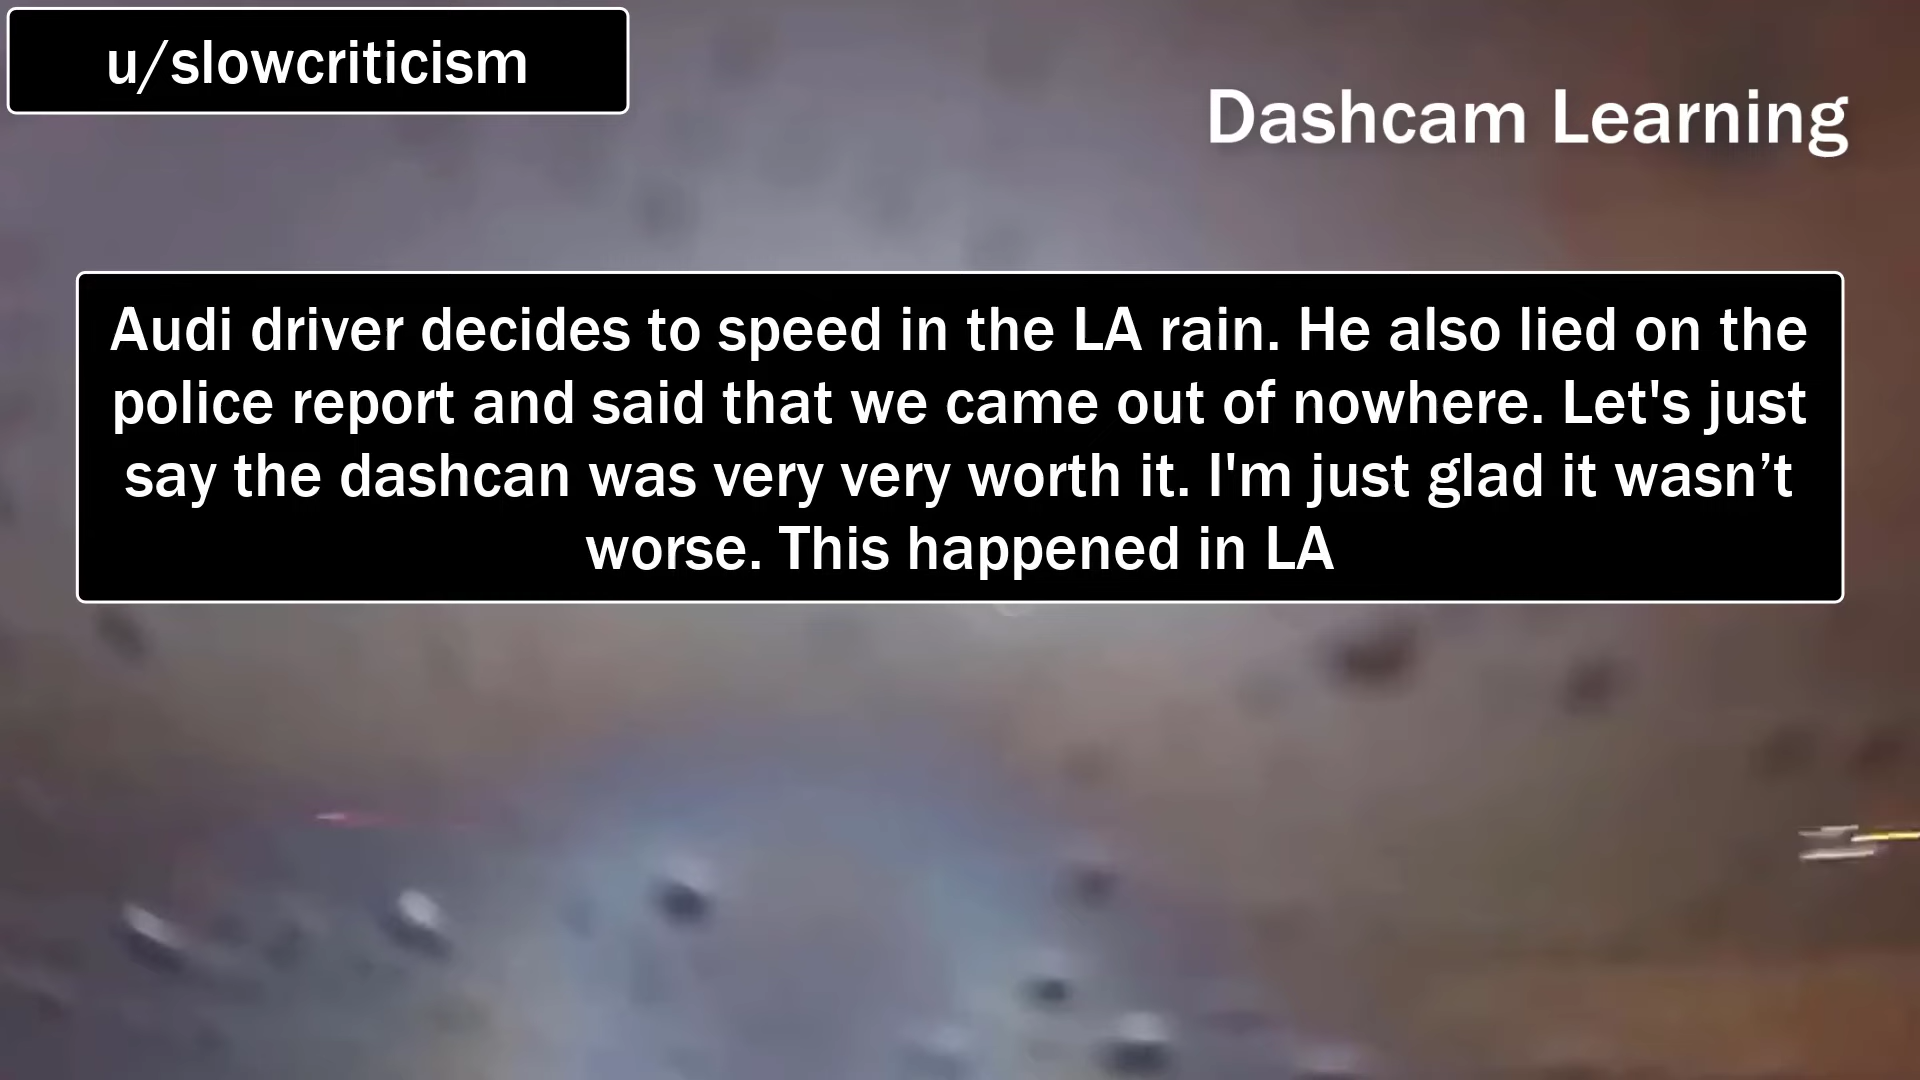 u/slowcriticism
Dashcam Learning
Audi driver decides to speed in the LA rain. He also lied on the
police report and said that we came out of nowhere. Let's just
say the dashcan was very very worth it. I'm just glad it wasn’t
worse. This happened in LA